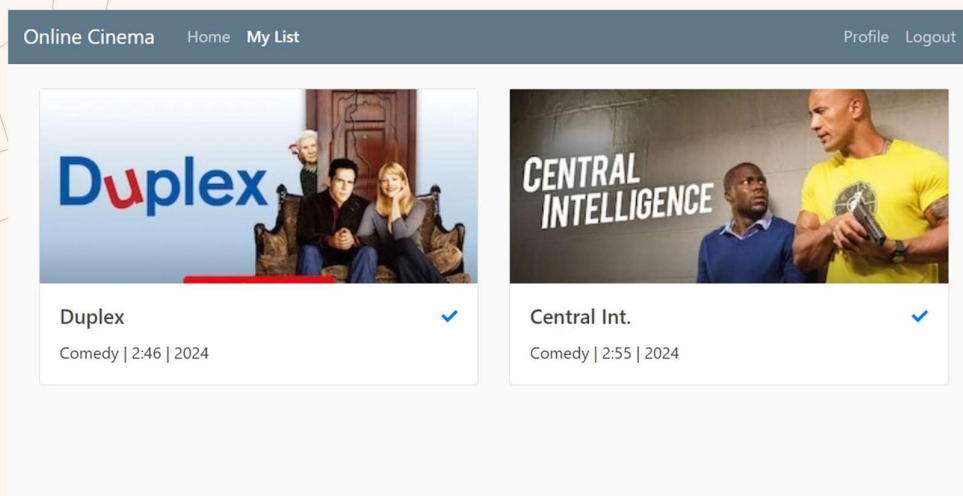 Online Cinema Home My List Profile Logout
Duplex
CENTRAL
INTELLIGENCE
Duplex
Comedy | 2:46 | 2024
Central Int.
Comedy | 2:55 | 2024